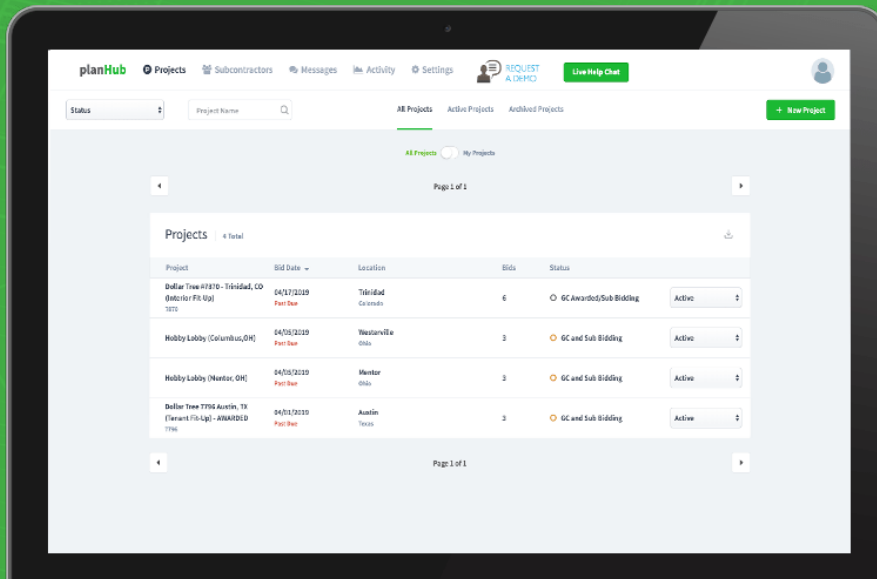 planHub
Projects
Subcontractors
Messages
Activity
Settings
REQUEST
A DEMO
Live Help Chat
Status
Project Name
All Projects
Active Projects
Archived Projects
+ New Project
All Projects
My Projects
Page 1 of 1
Projects
4 Total
Project
Bid Date
Location
Bids
Status
Dollar Tree #7870 - Trinidad, CO
(Interior Fit-Up)
7870
04/17/2019
Past Due
Trinidad
Colorado
6
GC Awarded/Sub Bidding
Active
Hobby Lobby (Columbus,OH)
04/05/2019
Past Due
Westerville
Ohio
3
GC and Sub Bidding
Active
Hobby Lobby (Mentor, OH)
04/05/2019
Past Due
Mentor
Ohio
3
GC and Sub Bidding
Active
Dollar Tree 7796 Austin, TX
(Tenant Fit-Up) - AWARDED
7796
04/01/2019
Past Due
Austin
Texas
3
GC and Sub Bidding
Active
Page 1 of 1